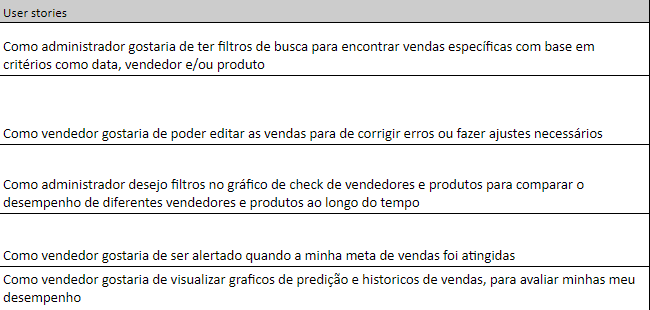 User stories
Como administrador gostaria de ter filtros de busca para encontrar vendas específicas com base em
critérios como data, vendedor e/ou produto
Como vendedor gostaria de poder editar as vendas para de corrigir erros ou fazer ajustes necessários
Como administrador desejo filtros no gráfico de check de vendedores e produtos para comparar o
desempenho de diferentes vendedores e produtos ao longo do tempo
Como vendedor gostaria de ser alertado quando a minha meta de vendas foi atingidas
Como vendedor gostaria de visualizar graficos de predição e historicos de vendas, para avaliar minhas meu
desempenho